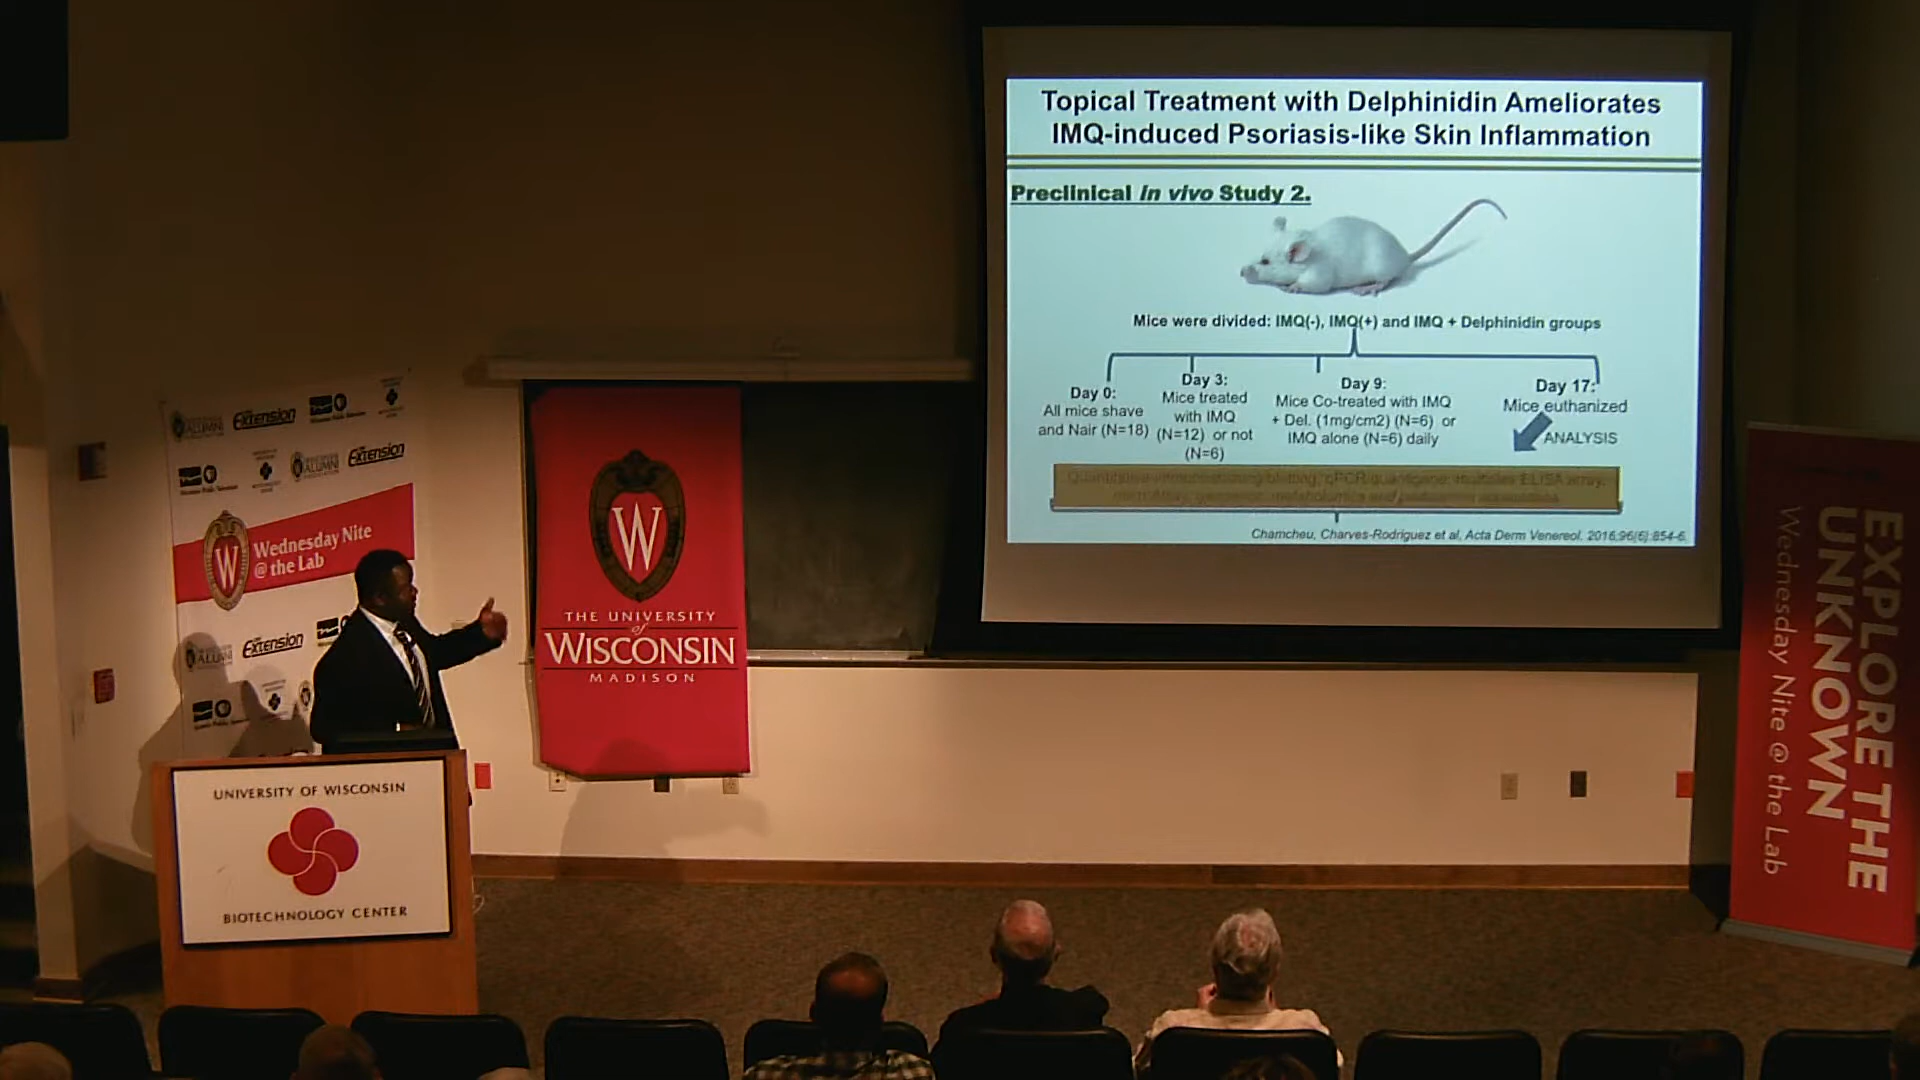 Topical Treatment with Delphinidin Ameliorates
IMQ-induced Psoriasis-like Skin Inflammation
Preclinical In vivo Study 2.
Mice were divided: IMQ(-), IMQ(+) and IMQ + Delphinidin groups
Day 0:
All mice shave
and Nair (N=18)
Day 3:
Mice treated
with IMQ
(N=12) or not
(N=6)
Day 9:
Mice Co-treated with IMQ
+ Del. (1mg/cm2) (N=6) or
IMQ alone (N=6) daily
Day 17:
Mice euthanized
ANALYSIS
Chamcheu, Charves-Rodriguez et al, Acta Derm Venereol. 2016;96(6):854-6.
Extension
Extension
ALUMNI
W
Wednesday Nite
@ the Lab
Extension
W
THE UNIVERSITY
of
WISCONSIN
MADISON
UNIVERSITY OF WISCONSIN
BIOTECHNOLOGY CENTER
EXPLORE THE
UNKNOWN
Wednesday Nite @ the Lab